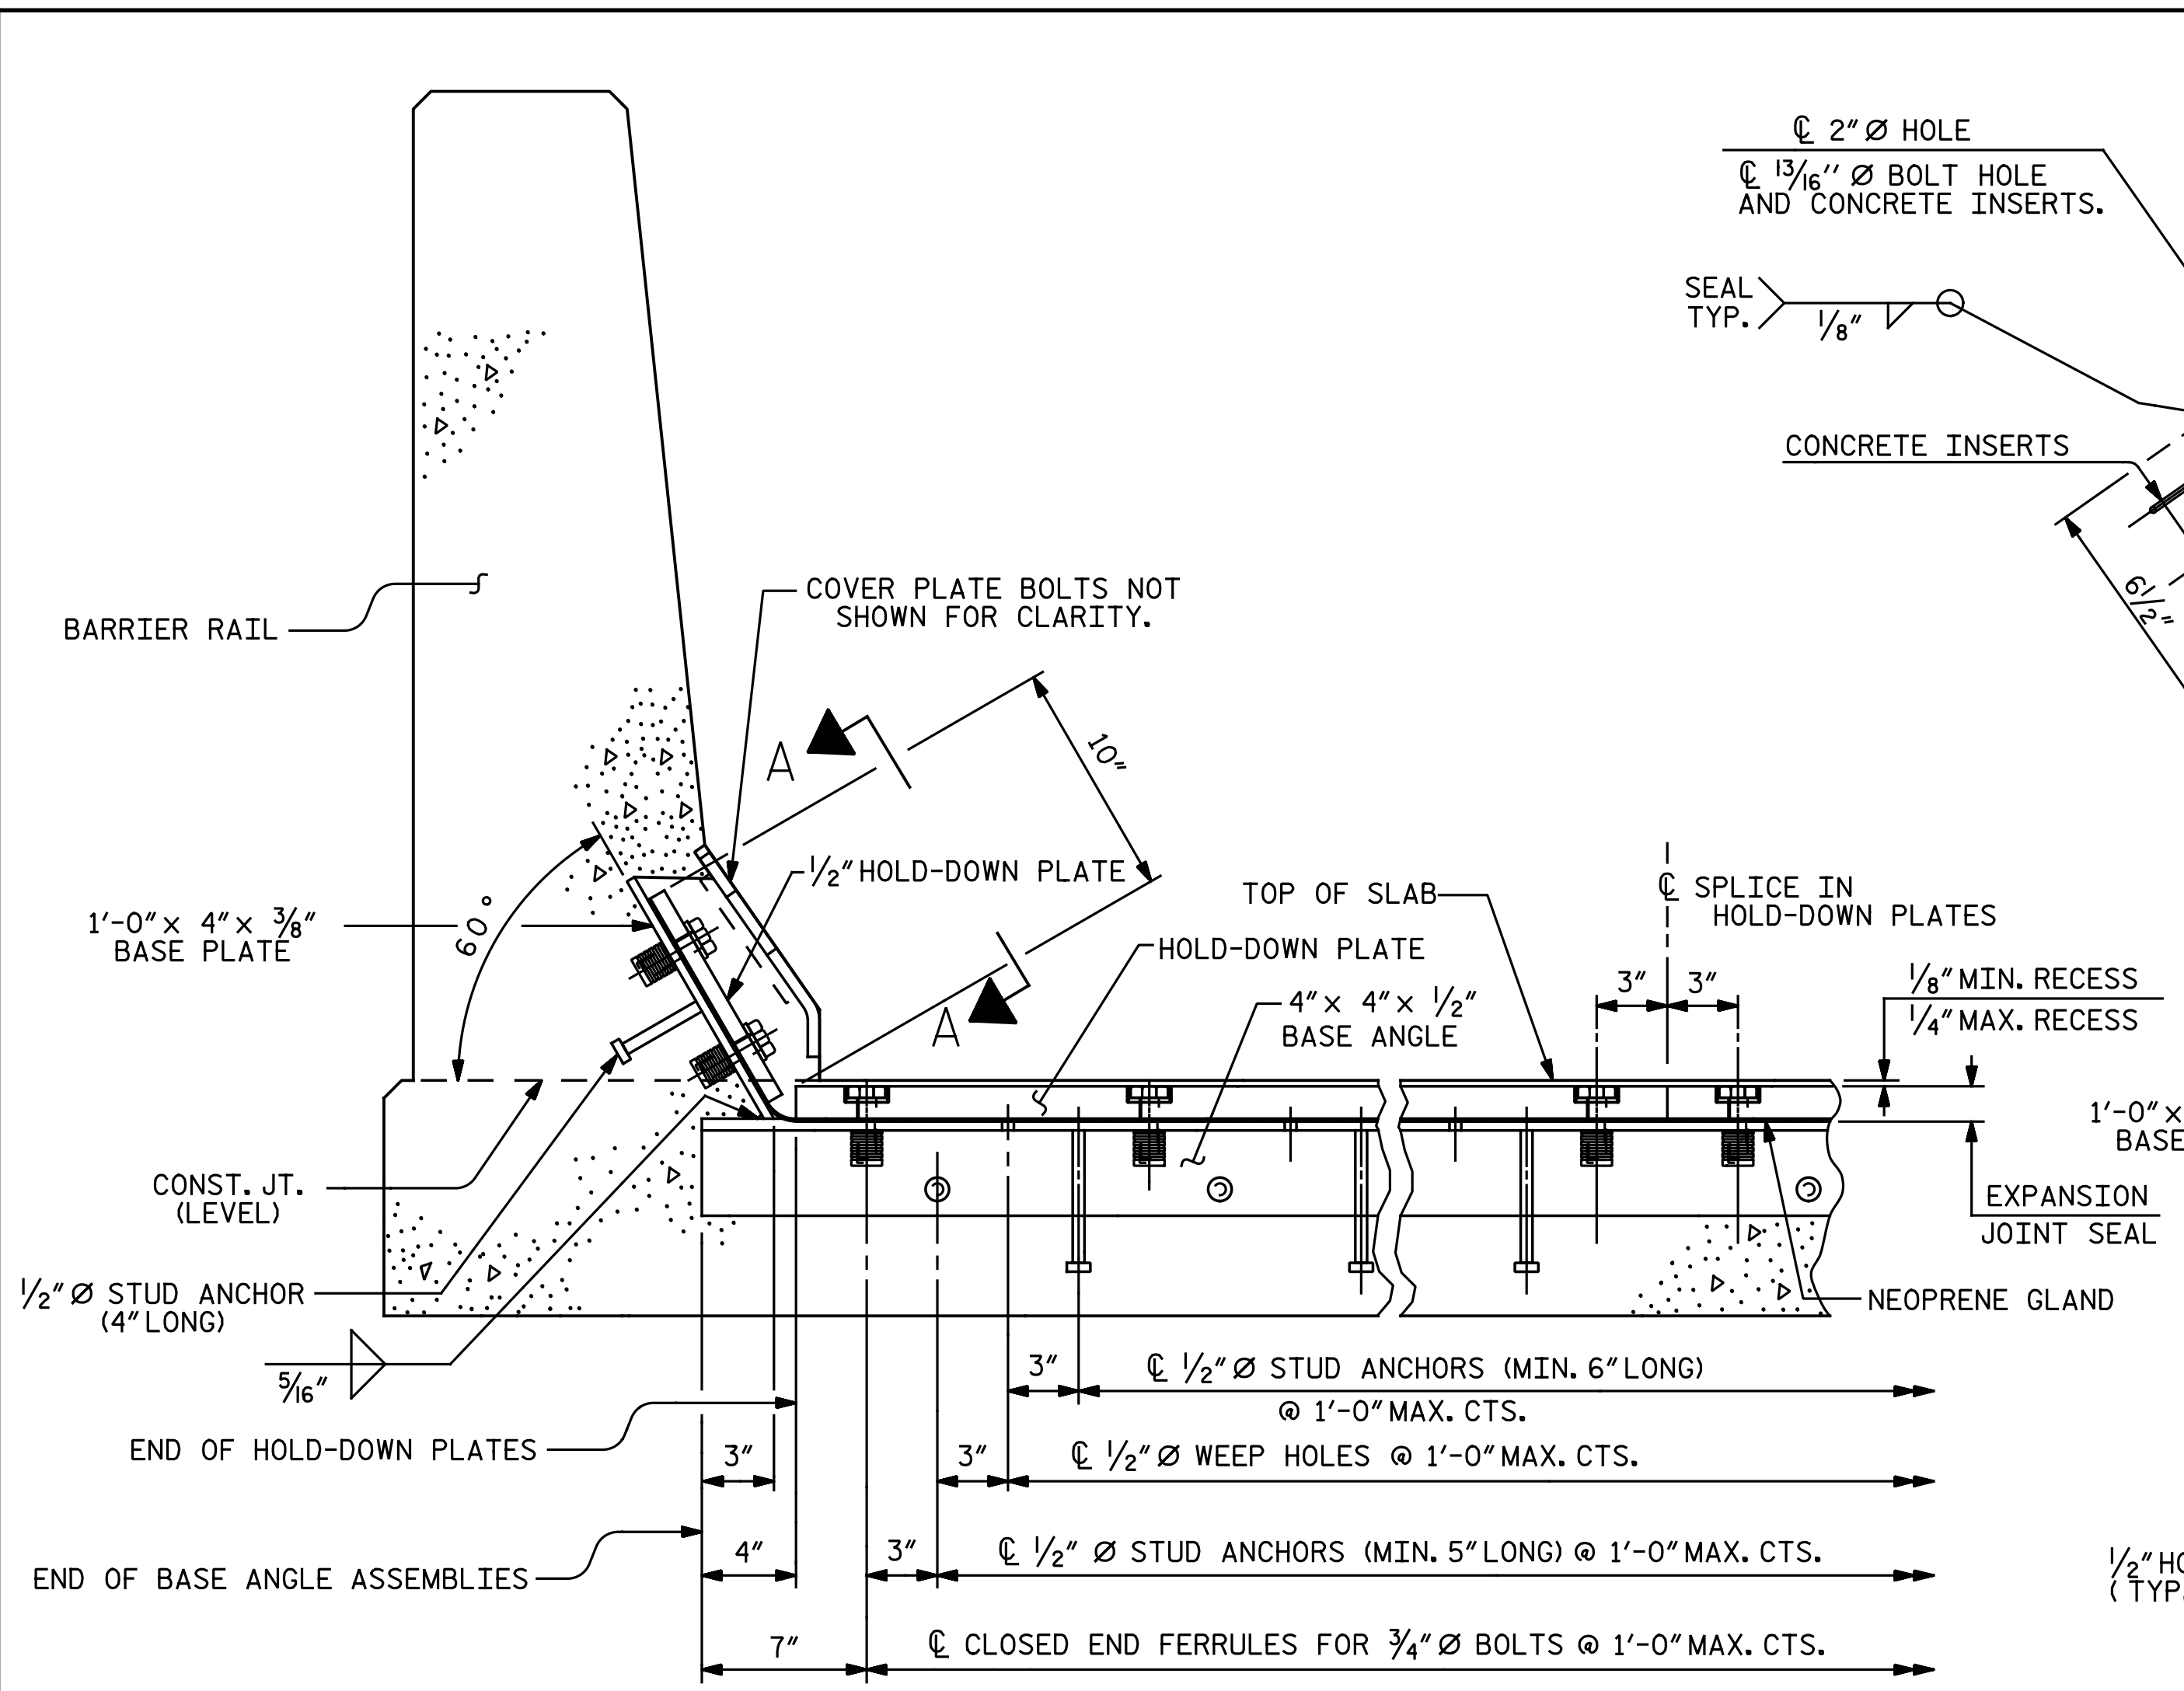 ℄ 2" Ø HOLE
℄ 13/16" Ø BOLT HOLE
AND CONCRETE INSERTS.
SEAL
TYP.
1/8"
CONCRETE INSERTS
6 1/2"
BARRIER RAIL
COVER PLATE BOLTS NOT
SHOWN FOR CLARITY.
A
10"
1/2" HOLD-DOWN PLATE
TOP OF SLAB
℄ SPLICE IN
HOLD-DOWN PLATES
1'-0" x 4" x 3/8"
BASE PLATE
60°
HOLD-DOWN PLATE
3" 3"
1/8" MIN. RECESS
1/4" MAX. RECESS
A
4" x 4" x 1/2"
BASE ANGLE
1'-0" x
BASE
CONST. JT.
(LEVEL)
EXPANSION
JOINT SEAL
1/2" Ø STUD ANCHOR
(4" LONG)
NEOPRENE GLAND
5/16"
3"
℄ 1/2" Ø STUD ANCHORS (MIN. 6" LONG)
@ 1'-0" MAX. CTS.
END OF HOLD-DOWN PLATES
3"
3"
℄ 1/2" Ø WEEP HOLES @ 1'-0" MAX. CTS.
END OF BASE ANGLE ASSEMBLIES
4"
3"
℄ 1/2" Ø STUD ANCHORS (MIN. 5" LONG) @ 1'-0" MAX. CTS.
1/2" HO
(TYP.
7"
℄ CLOSED END FERRULES FOR 3/4" Ø BOLTS @ 1'-0" MAX. CTS.